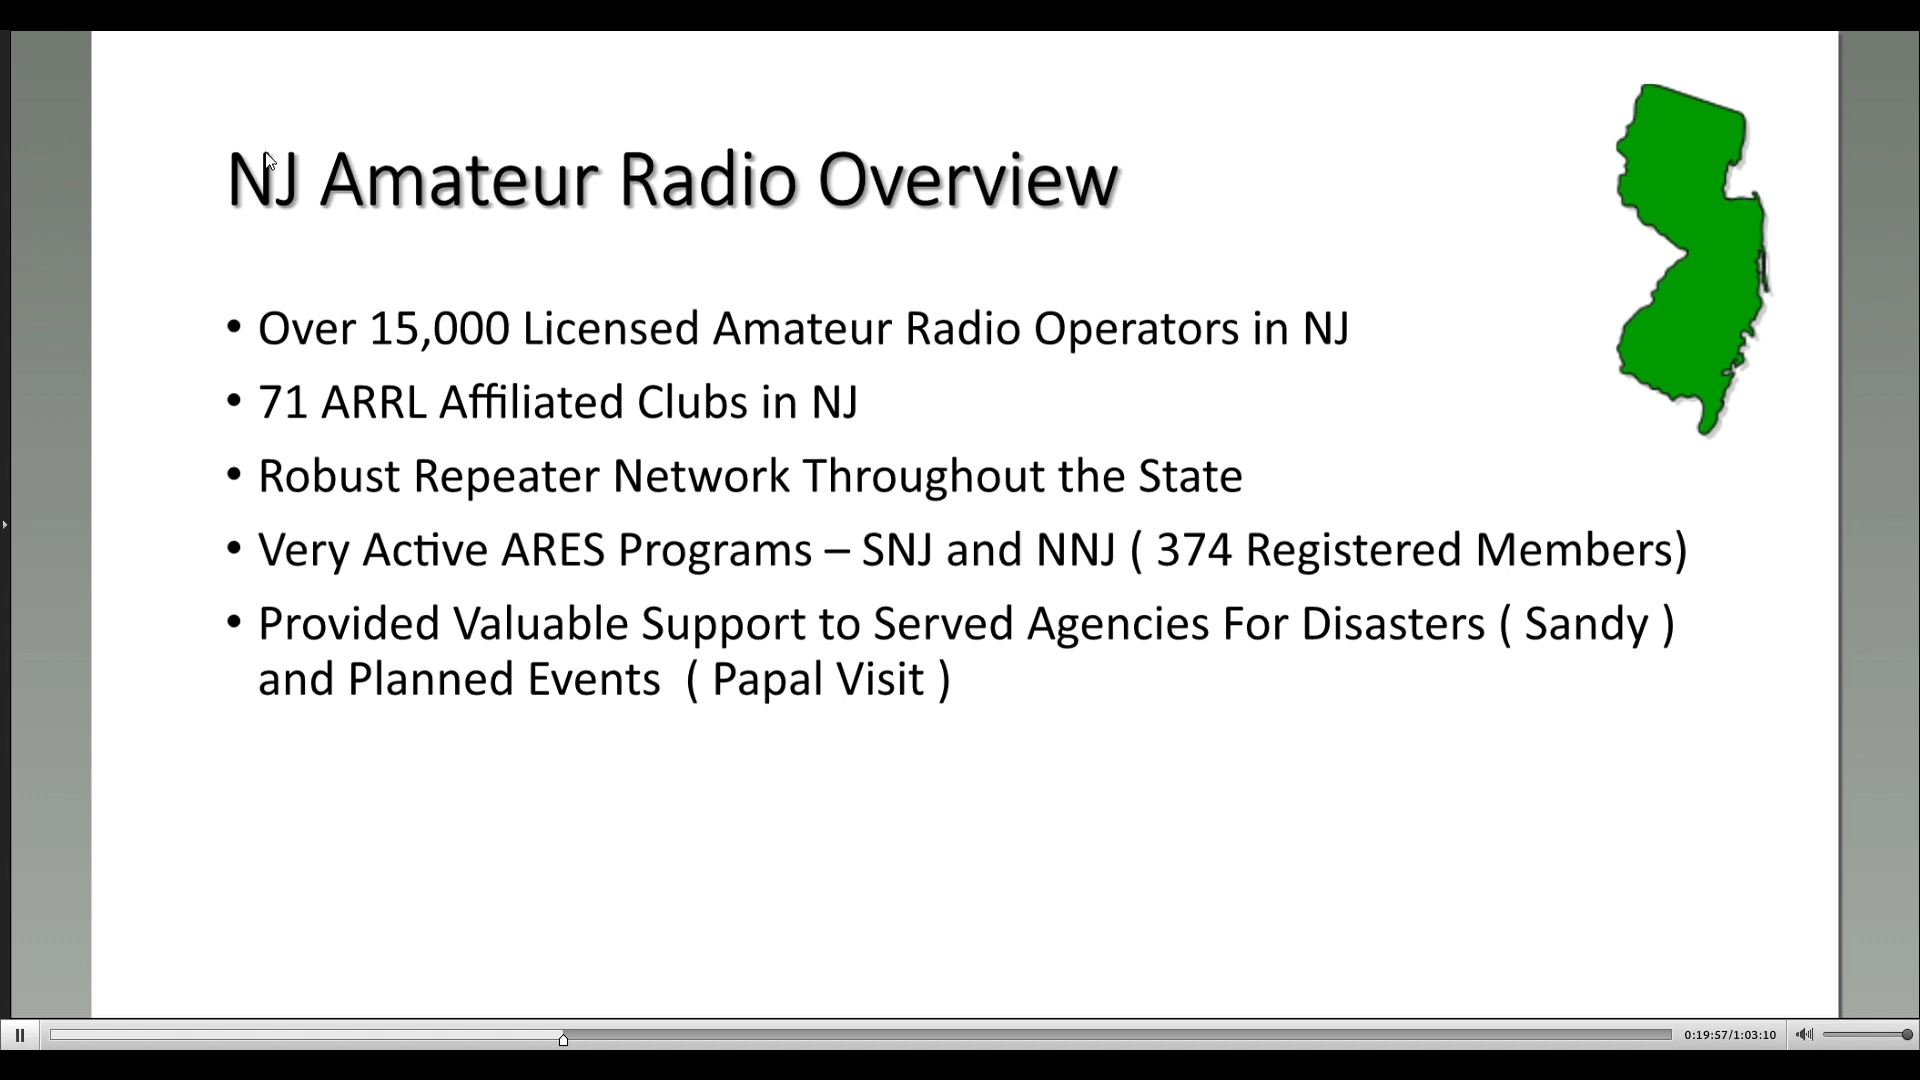 NJ Amateur Radio Overview
• Over 15,000 Licensed Amateur Radio Operators in NJ
• 71 ARRL Affiliated Clubs in NJ
• Robust Repeater Network Throughout the State
• Very Active ARES Programs – SNJ and NNJ ( 374 Registered Members)
• Provided Valuable Support to Served Agencies For Disasters ( Sandy )
and Planned Events  ( Papal Visit )
0:19:57/1:03:10